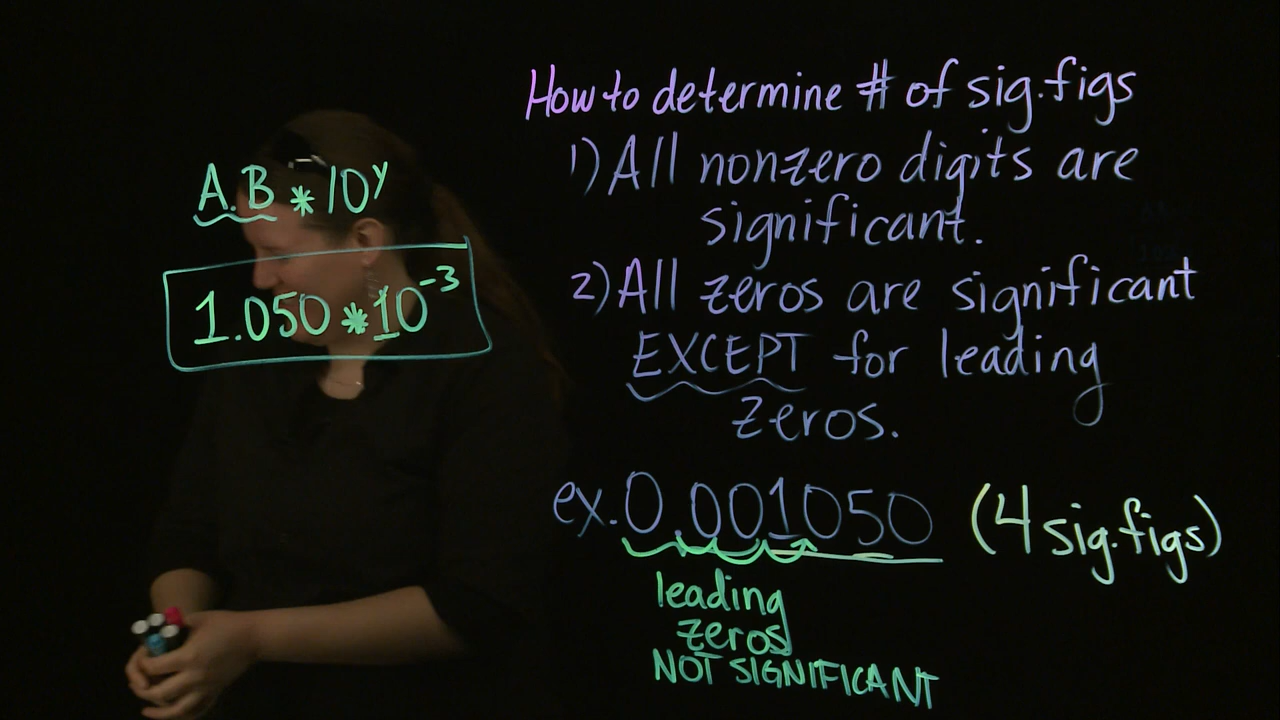 A.B * 10ʸ
1.050 * 10⁻³
How to determine # of sig.figs
1) All nonzero digits are
significant.
2) All zeros are significant
EXCEPT for leading
zeros.
ex. 0.001050 (4 sig.figs)
leading
zeros
NOT SIGNIFICANT